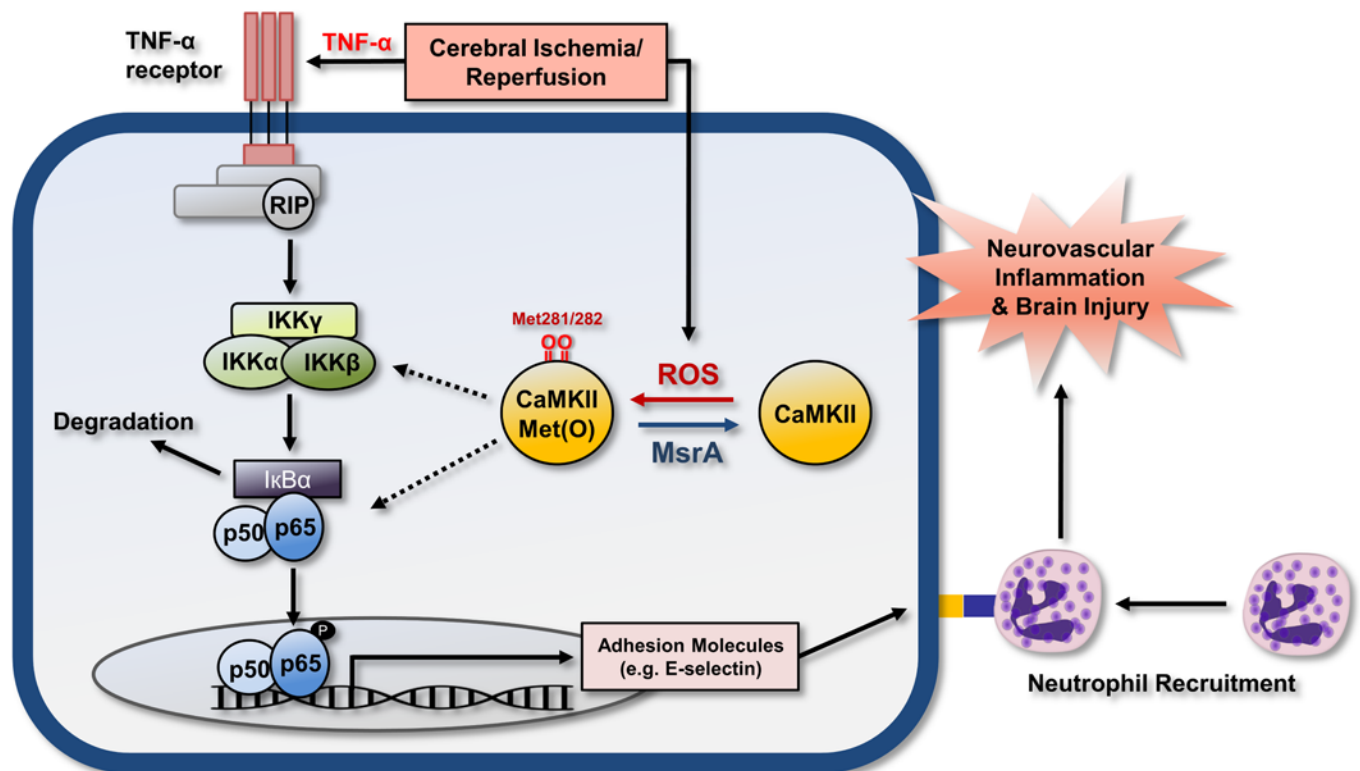 TNF-α
receptor
TNF-α
Cerebral Ischemia/
Reperfusion
RIP
IKKγ
IKKα
IKKβ
Degradation
IκBα
p50
p65
Met281/282
OO
CaMKII
Met(O)
ROS
MsrA
CaMKII
Neurovascular
Inflammation
& Brain Injury
P
p50
p65
Adhesion Molecules
(e.g. E-selectin)
Neutrophil Recruitment